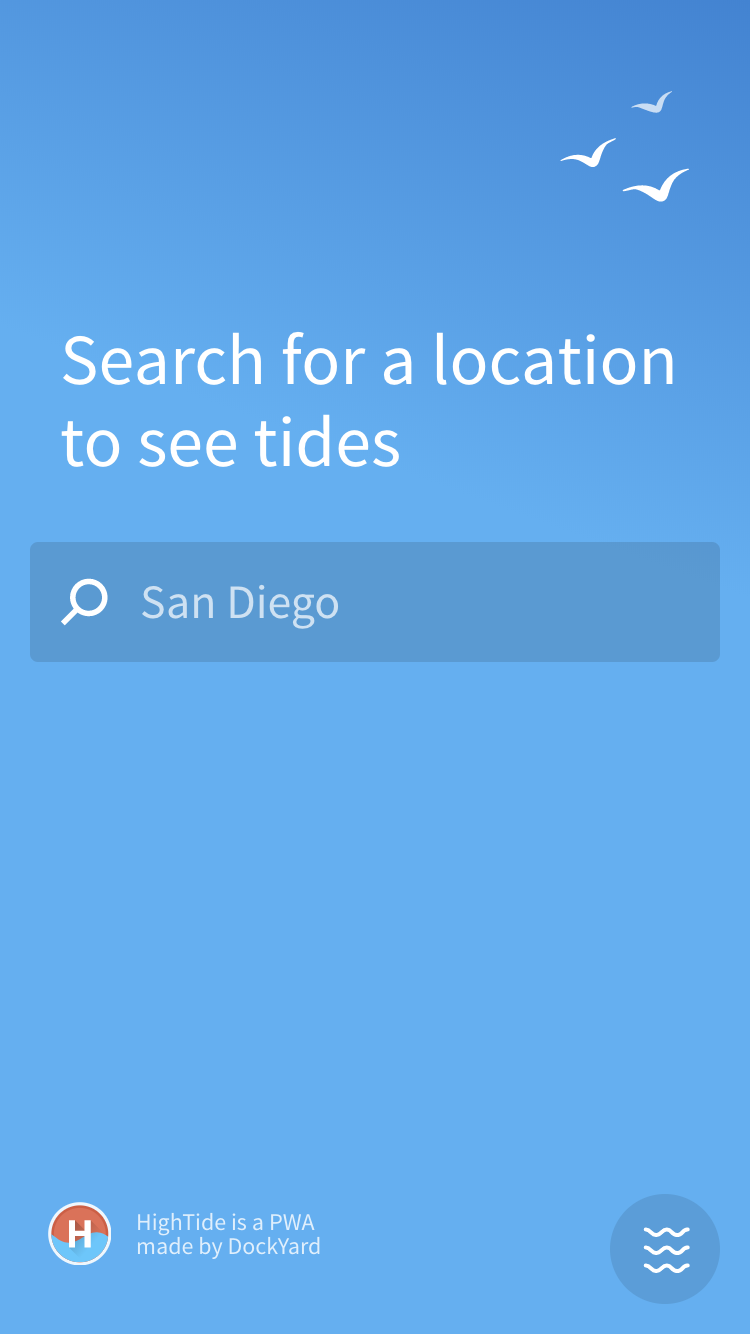 Search for a location
to see tides
San Diego
H
HighTide is a PWA
made by DockYard